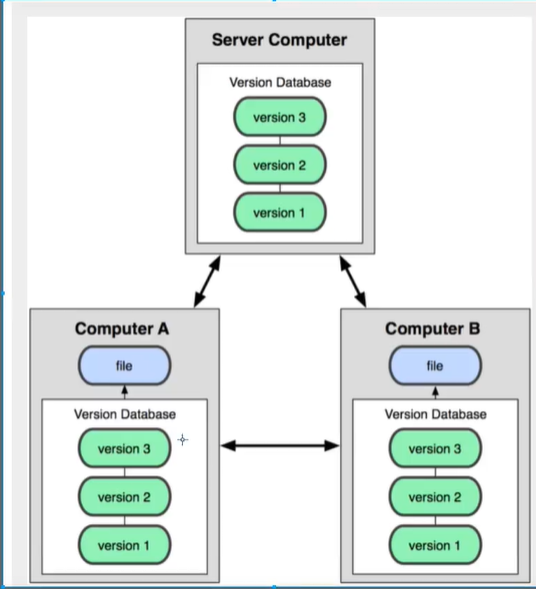 Server Computer
Version Database
version 3
version 2
version 1
Computer A
file
Version Database
version 3
version 2
version 1
Computer B
file
Version Database
version 3
version 2
version 1